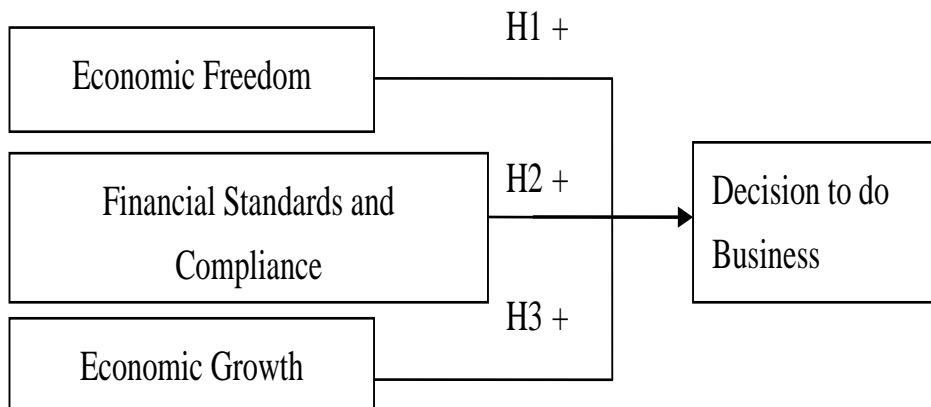 H1 +
Economic Freedom
H2 +
Financial Standards and
Compliance
Decision to do
Business
H3 +
Economic Growth